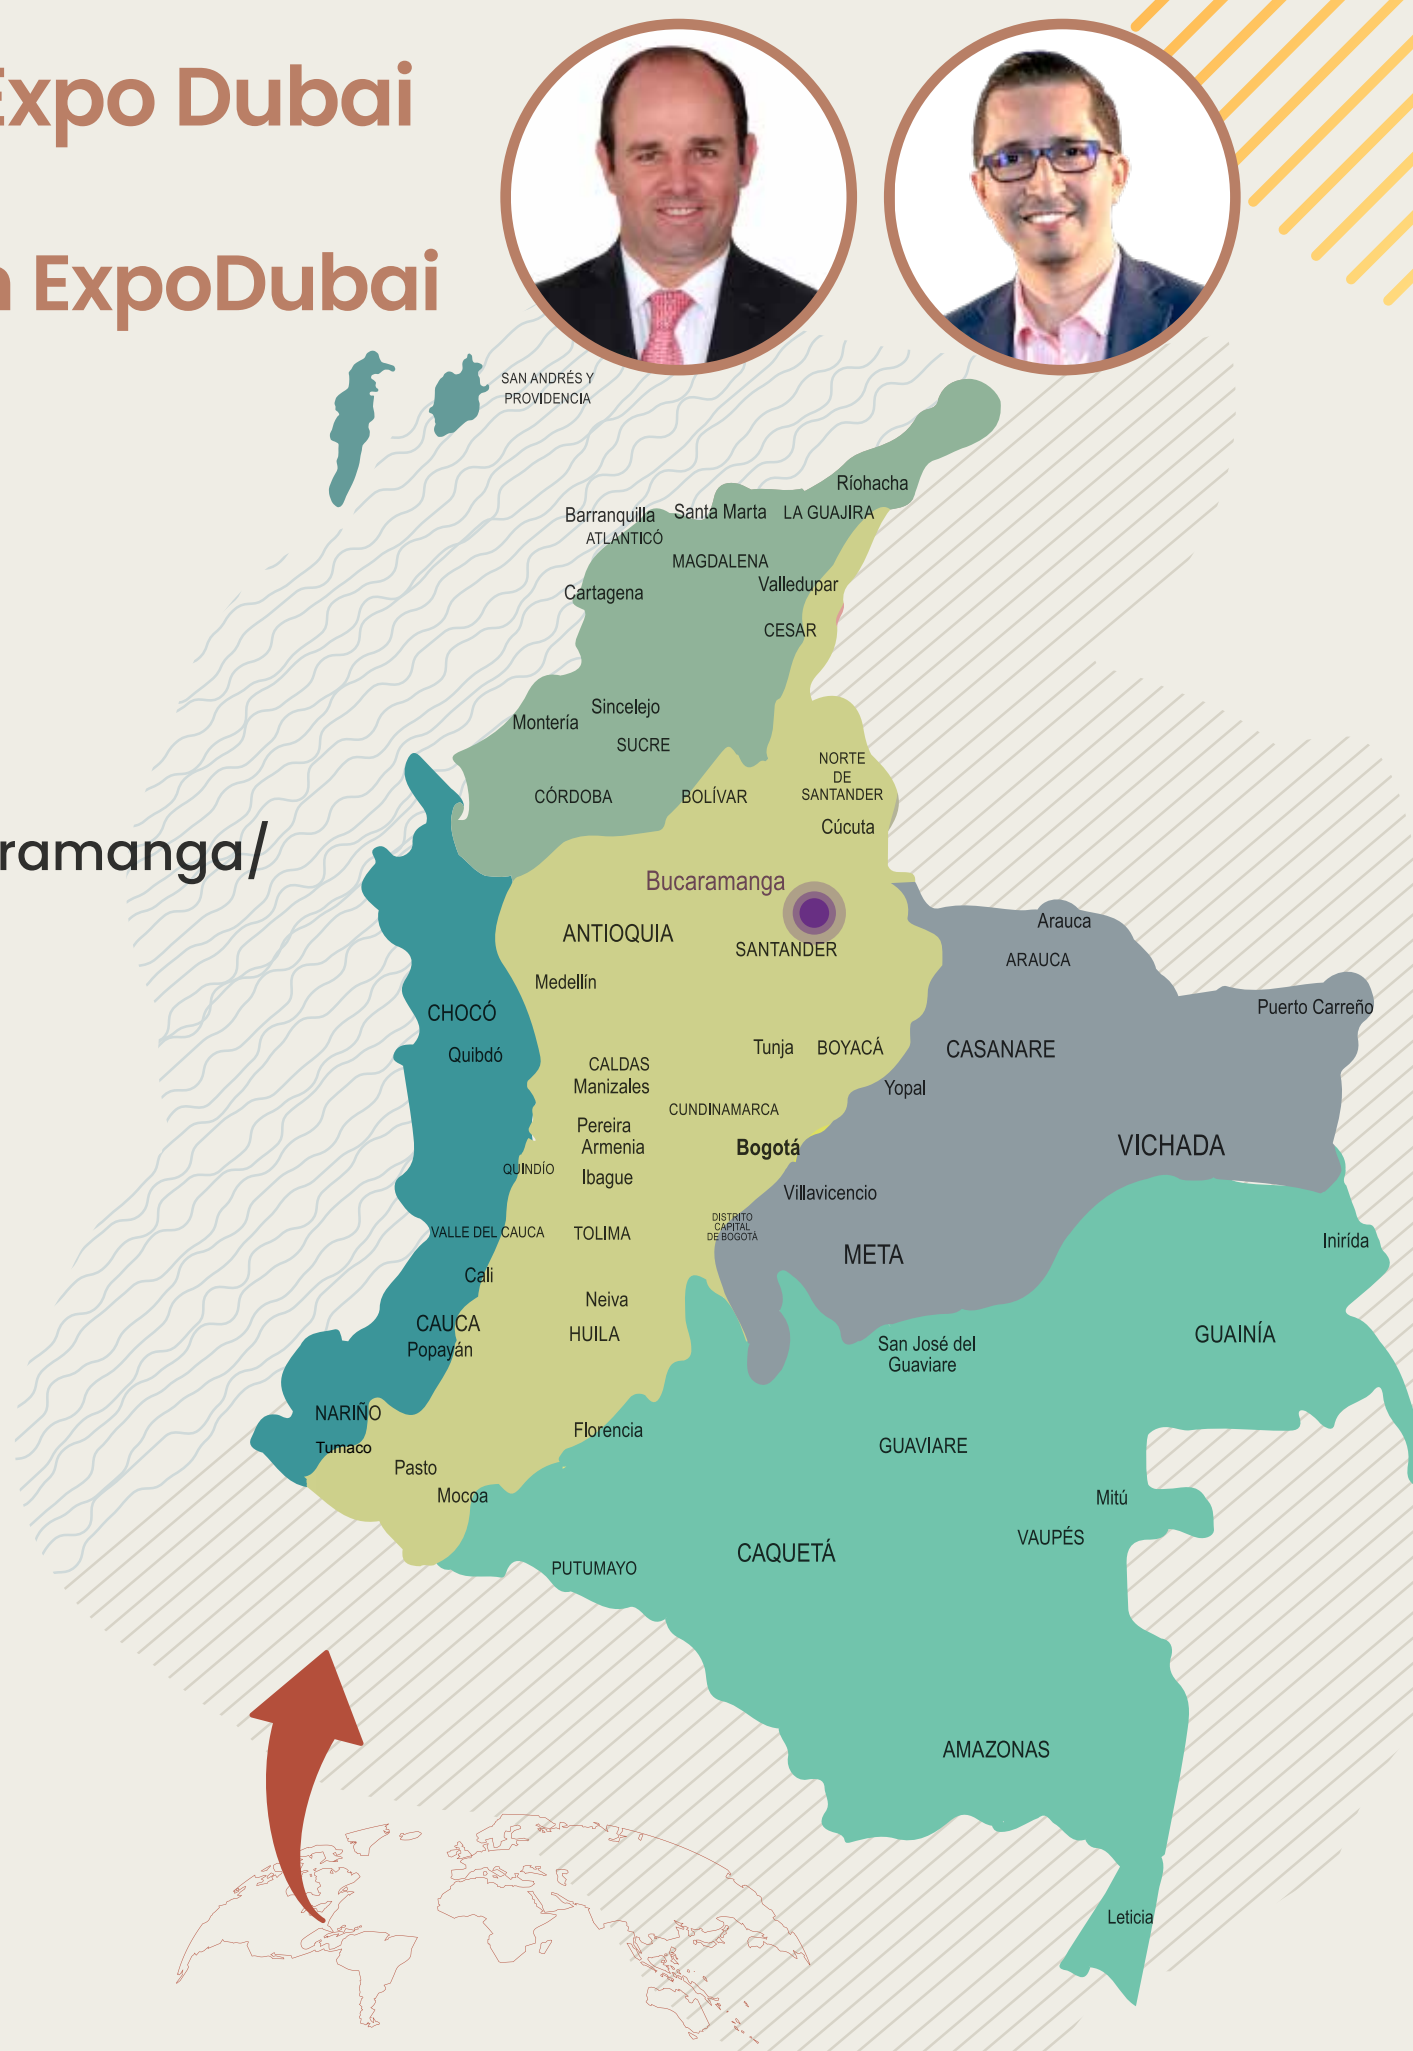 Expo Dubai
n ExpoDubai
SAN ANDRÉS Y
PROVIDENCIA
Ríohacha
Barranquilla
Santa Marta
LA GUAJIRA
ATLANTICÓ
MAGDALENA
Valledupar
Cartagena
CESAR
Sincelejo
Montería
SUCRE
NORTE
DE
SANTANDER
CÓRDOBA
BOLÍVAR
Cúcuta
ramanga/
Bucaramanga
ANTIOQUIA
SANTANDER
Arauca
ARAUCA
Medellín
CHOCÓ
Puerto Carreño
Quibdó
Tunja
BOYACÁ
CASANARE
CALDAS
Manizales
Yopal
CUNDINAMARCA
Pereira
Armenia
Bogotá
VICHADA
QUINDÍO
Ibague
Villavicencio
VALLE DEL CAUCA
TOLIMA
DISTRITO
CAPITAL
DE BOGOTÁ
META
Inirída
Cali
Neiva
CAUCA
HUILA
Popayán
San José del
Guaviare
GUAINÍA
NARIÑO
Florencia
Tumaco
GUAVIARE
Pasto
Mocoa
Mitú
VAUPÉS
CAQUETÁ
PUTUMAYO
AMAZONAS
Leticia